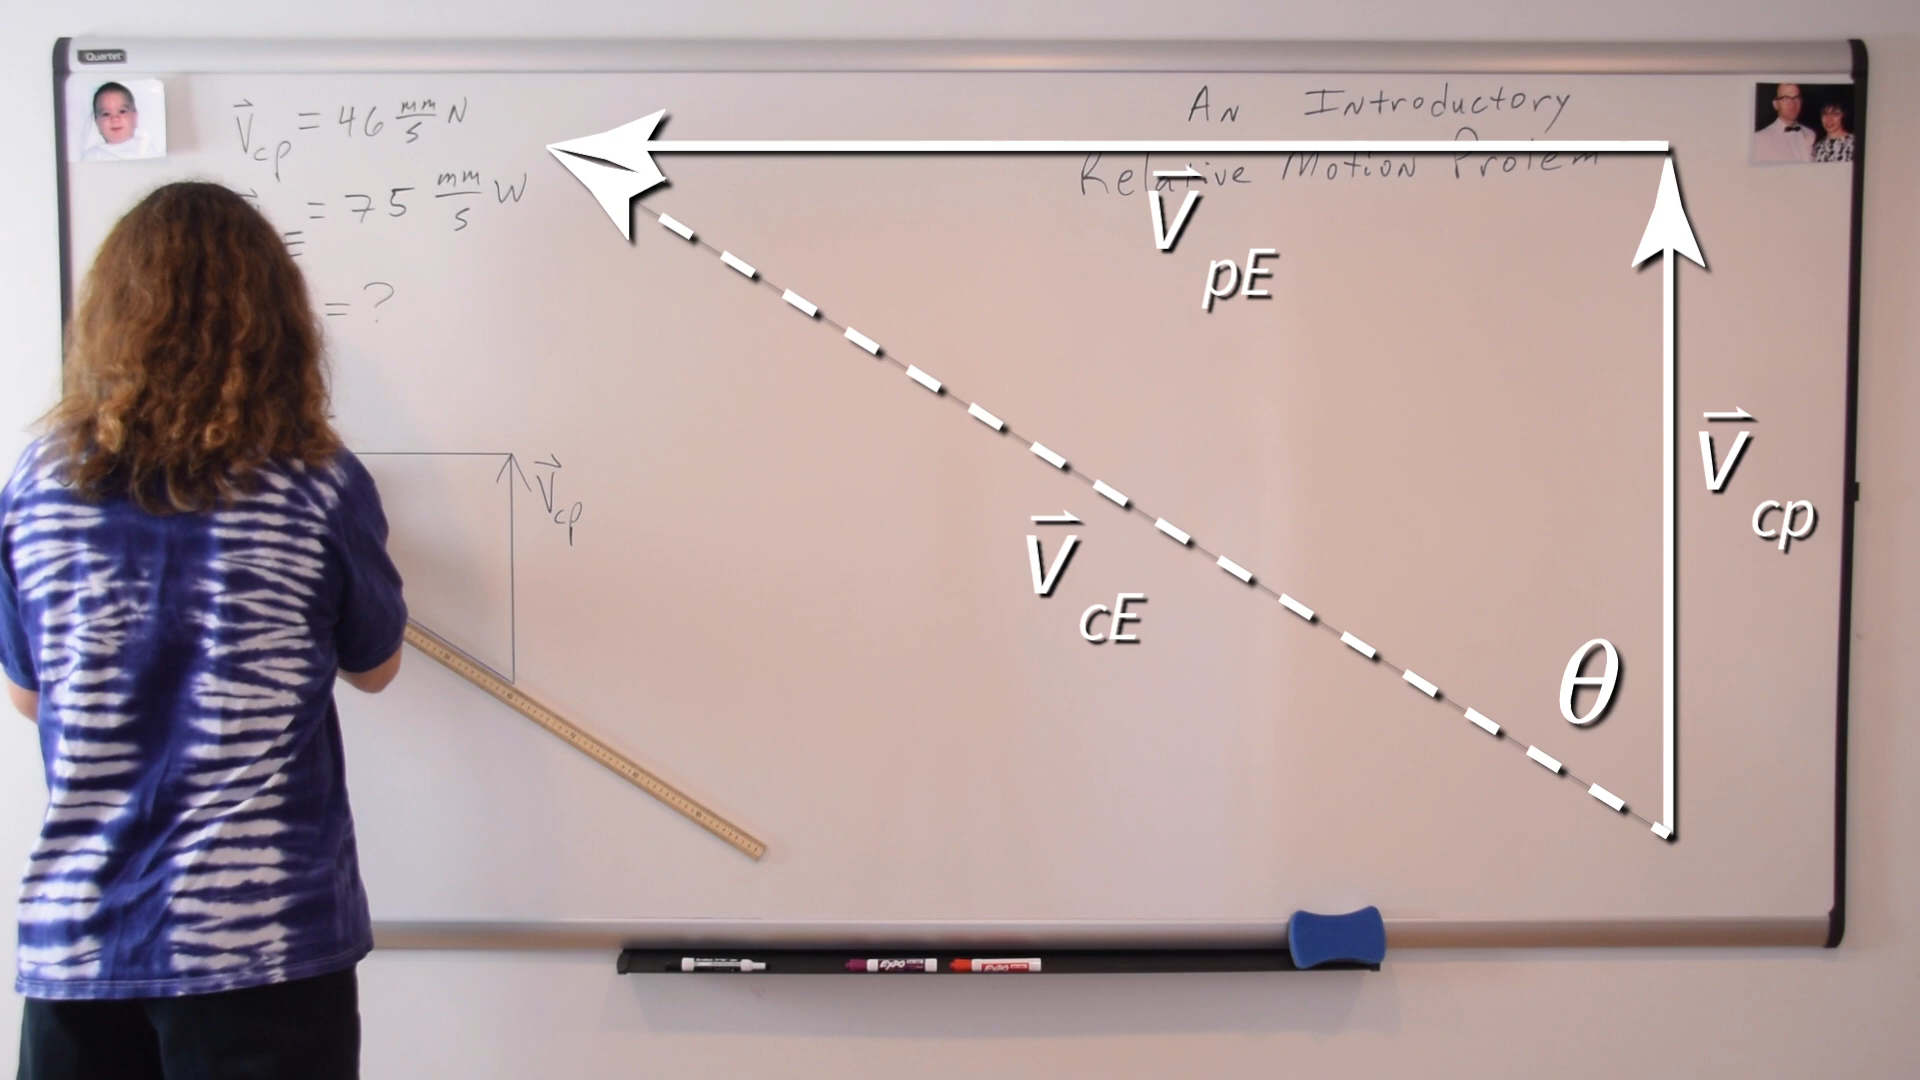 Quartet
V⃗cp = 46 mm/s N
= 75 mm/s W
= ?
An Introductory
Relative Motion Prolem
V⃗pE
V⃗cp
V⃗cE
θ
V⃗cp
EXPO
EXPO